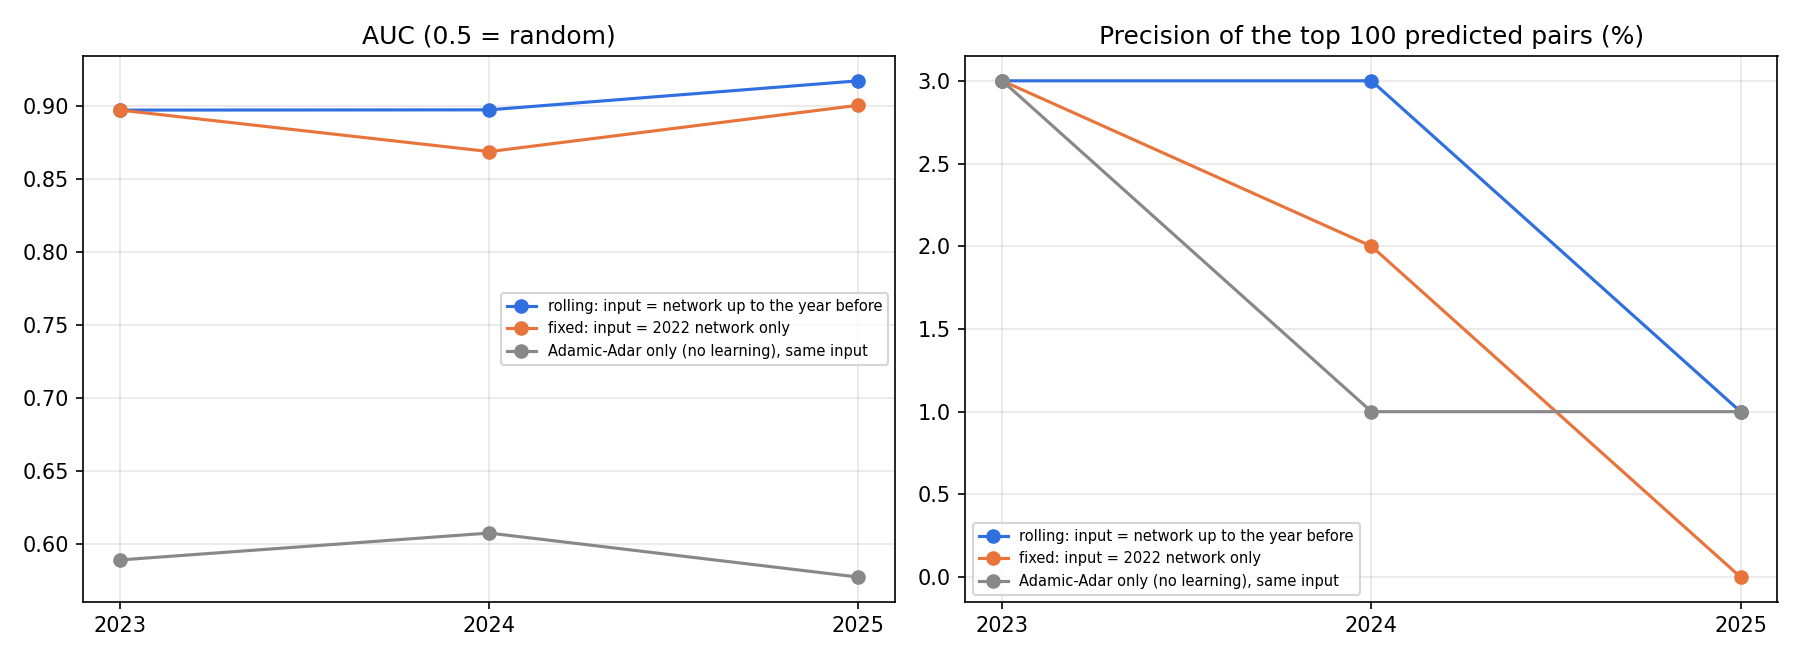 AUC (0.5 = random)
0.90
0.85
0.80
0.75
0.70
0.65
0.60
rolling: input = network up to the year before
fixed: input = 2022 network only
Adamic-Adar only (no learning), same input
2023 2024 2025
Precision of the top 100 predicted pairs (%)
3.0
2.5
2.0
1.5
1.0
0.5
0.0
rolling: input = network up to the year before
fixed: input = 2022 network only
Adamic-Adar only (no learning), same input
2023 2024 2025